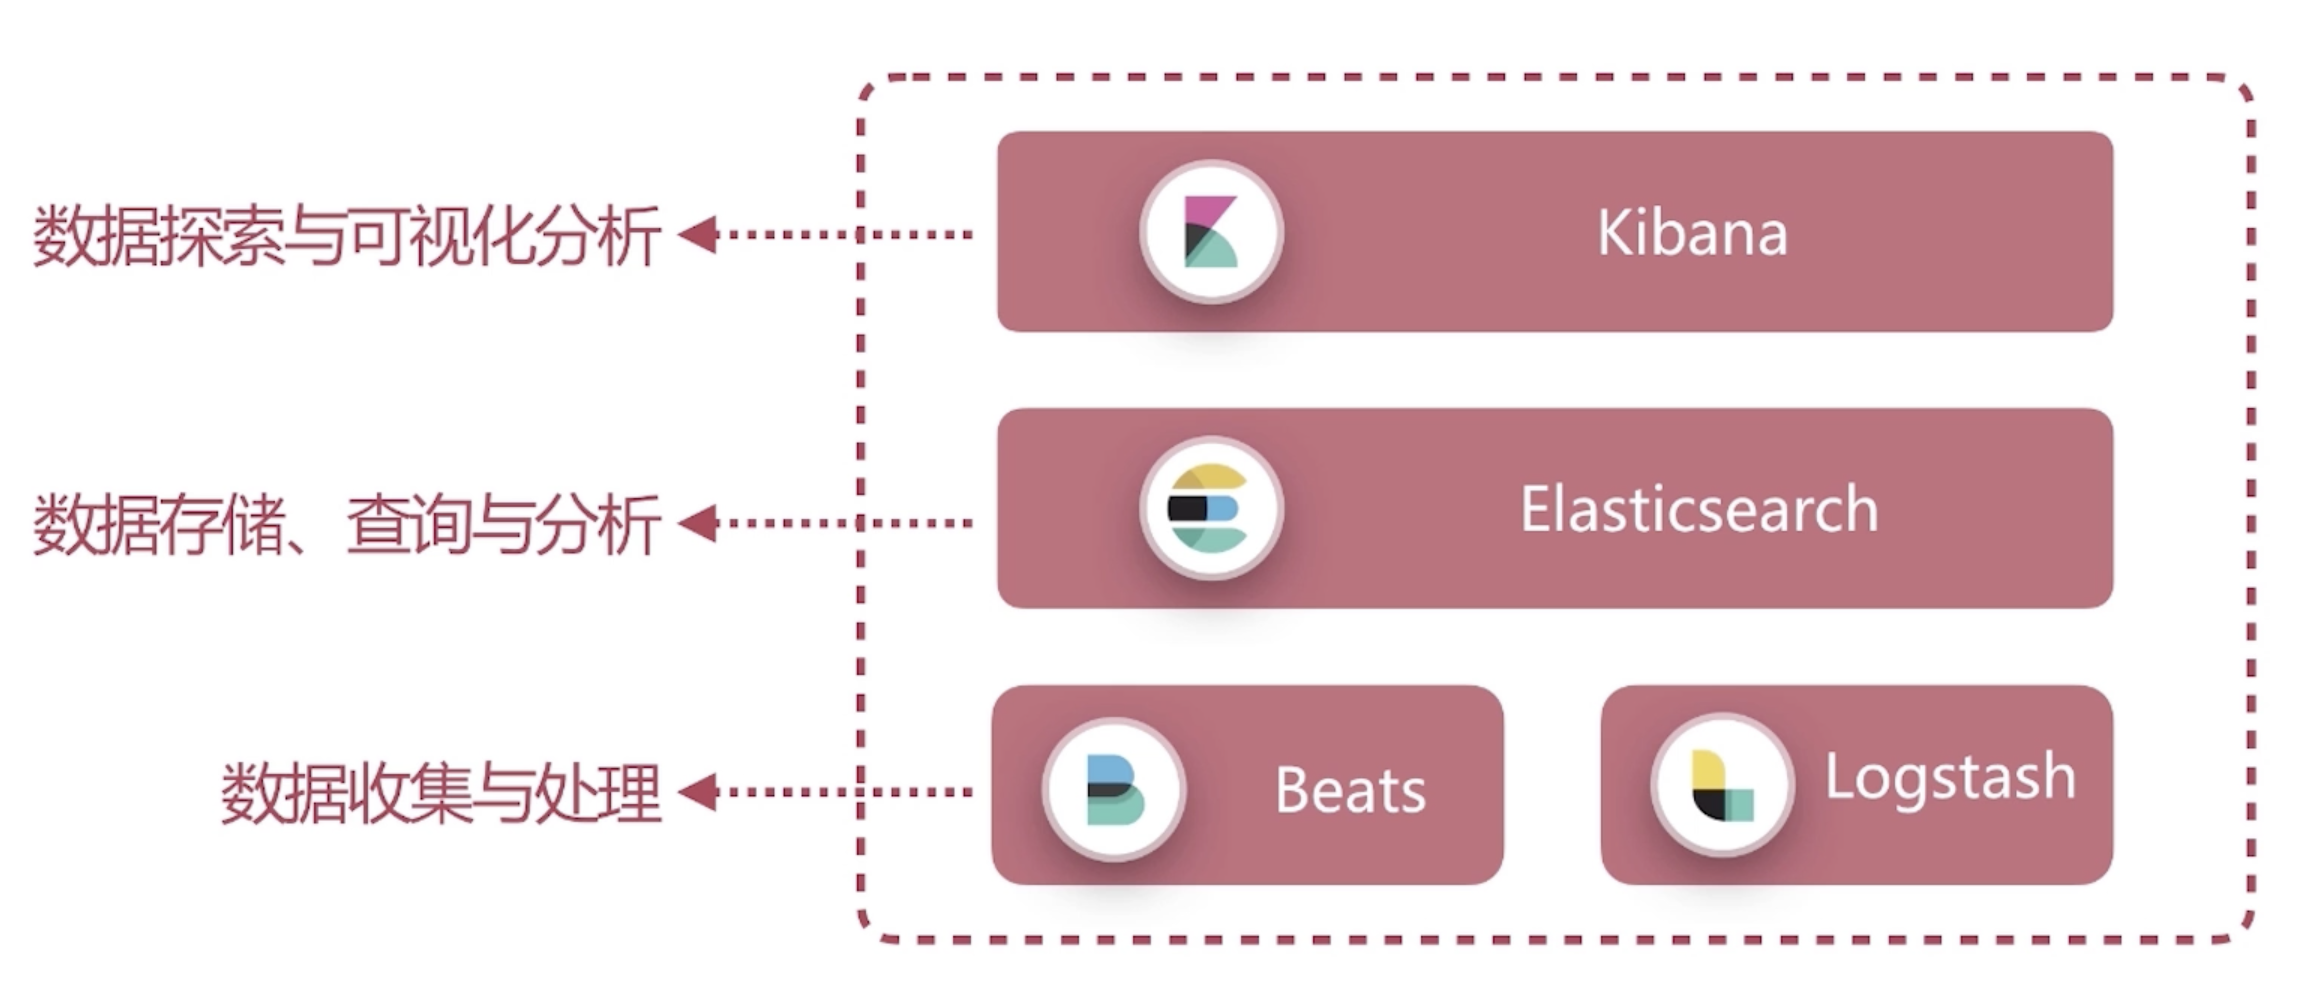 数据探索与可视化分析
Kibana
数据存储、查询与分析
Elasticsearch
数据收集与处理
Beats
Logstash